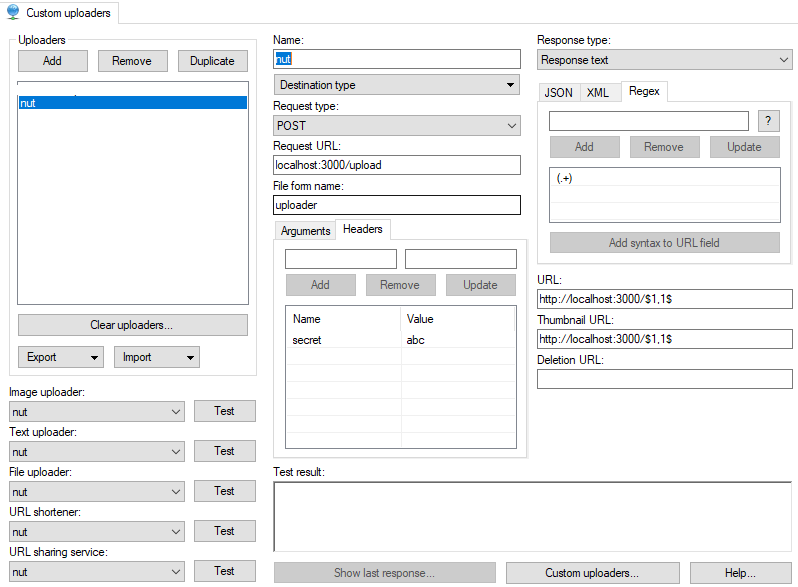 Custom uploaders
Uploaders
Add Remove Duplicate
nut
Clear uploaders...
Export Import
Image uploader:
nut Test
Text uploader:
nut Test
File uploader:
nut Test
URL shortener:
nut Test
URL sharing service:
nut Test
Name:
nut
Destination type
Request type:
POST
Request URL:
localhost:3000/upload
File form name:
uploader
Arguments Headers
Add Remove Update
Name Value
secret abc
Response type:
Response text
JSON XML Regex
?
Add Remove Update
(.+)
Add syntax to URL field
URL:
http://localhost:3000/$1,1$
Thumbnail URL:
http://localhost:3000/$1,1$
Deletion URL:
Test result:
Show last response... Custom uploaders... Help...